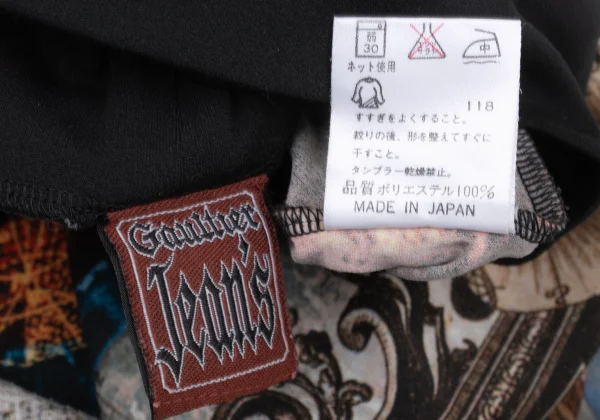 弱
30
中
ネット使用
118
すすぎをよくすること。
絞りの後、形を整えてすぐに
干すこと。
タンブラー乾燥禁止。
品質ポリエステル100%
MADE IN JAPAN
Gaultier
Jean's